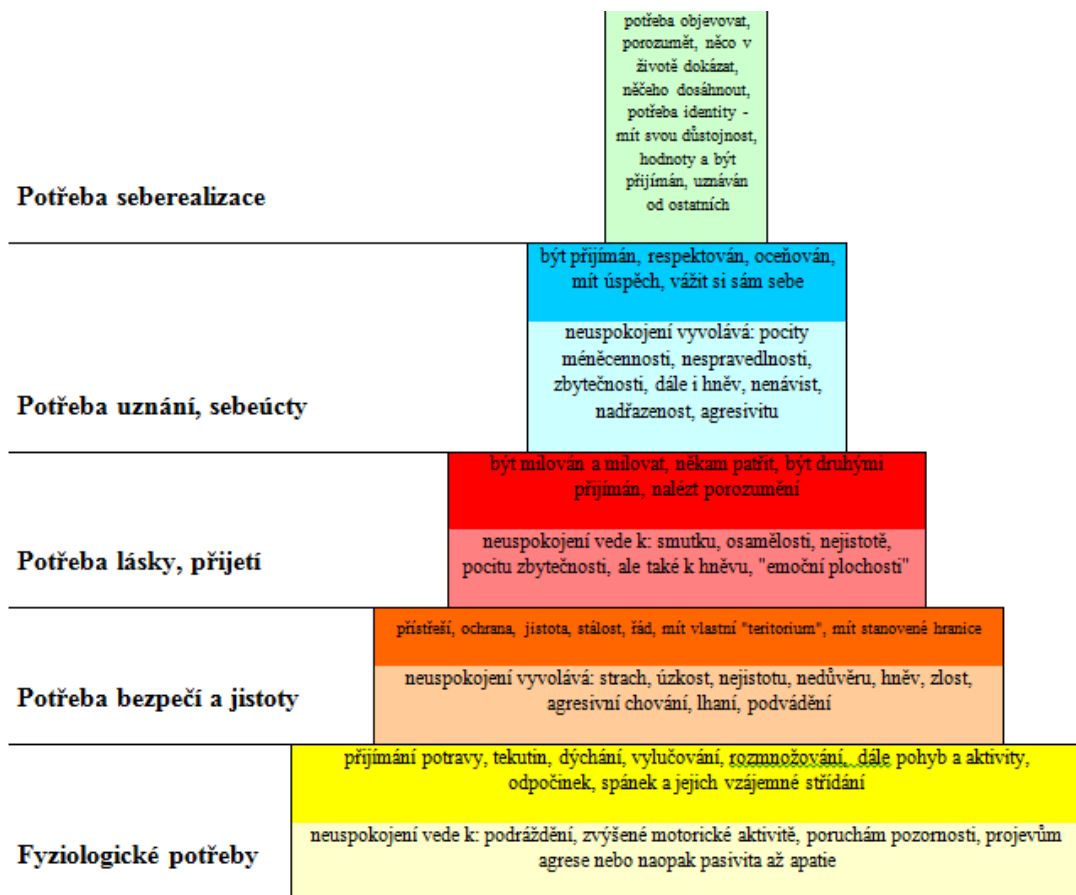 potřeba objevovat,
porozumět, něco v
životě dokázat,
něčeho dosáhnout,
potřeba identity -
mít svou důstojnost,
hodnoty a být
přijímán, uznáván
od ostatních
Potřeba seberealizace
být přijímán, respektován, oceňován,
mít úspěch, vážit si sám sebe
neuspokojení vyvolává: pocity
méněcennosti, nespravedlnosti,
zbytečnosti, dále i hněv, nenávist,
nadřazenost, agresivitu
Potřeba uznání, sebeúcty
být milován a milovat, někam patřit, být druhými
přijímán, nalézt porozumění
neuspokojení vede k: smutku, osamělosti, nejistotě,
pocitu zbytečnosti, ale také k hněvu, "emoční plochosti"
Potřeba lásky, přijetí
přístřeší, ochrana, jistota, stálost, řád, mít vlastní "teritorium", mít stanovené hranice
neuspokojení vyvolává: strach, úzkost, nejistotu, nedůvěru, hněv, zlost,
agresivní chování, lhaní, podvádění
Potřeba bezpečí a jistoty
přijímání potravy, tekutin, dýchání, vylučování, rozmnožování, dále pohyb a aktivity,
odpočinek, spánek a jejich vzájemné střídání
neuspokojení vede k: podráždění, zvýšené motorické aktivitě, poruchám pozornosti, projevům
agrese nebo naopak pasivita až apatie
Fyziologické potřeby